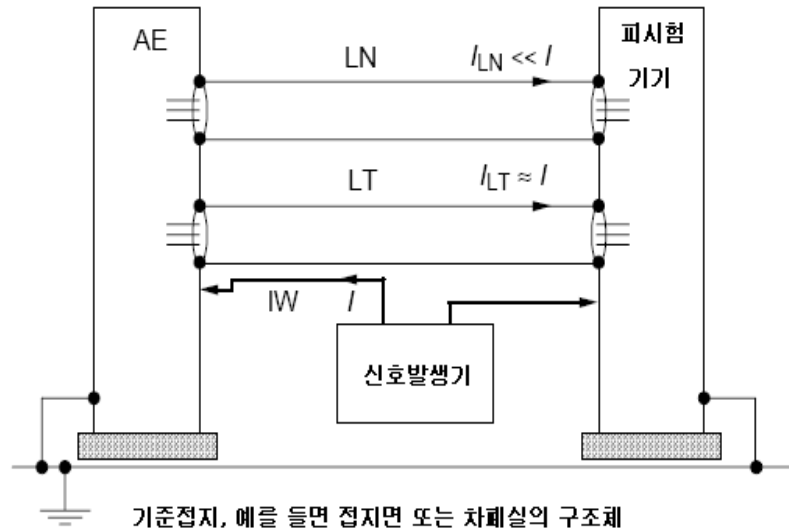 AE
LN
I_LN << I
피시험
기기
LT
I_LT ≈ I
IW
I
신호발생기
기준접지, 예를 들면 접지면 또는 차폐실의 구조체